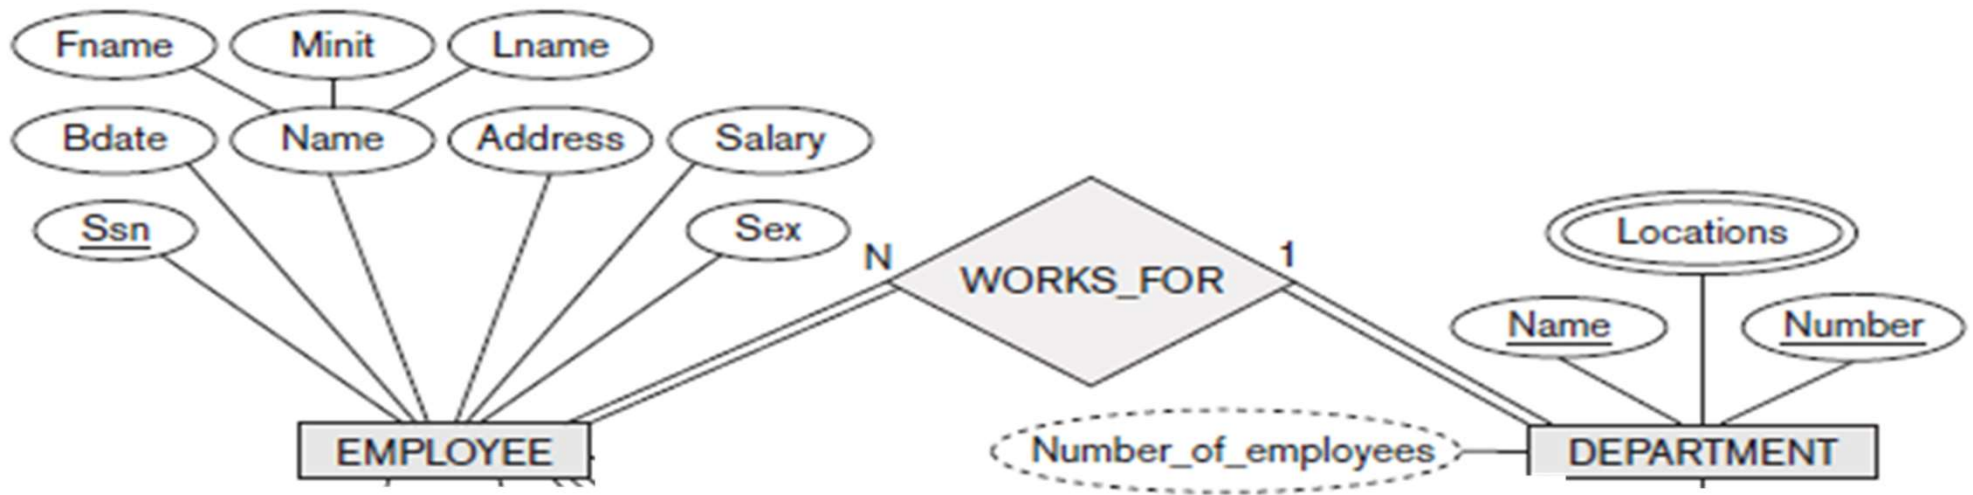 Fname Minit Lname
Bdate Name Address Salary
Ssn Sex
N WORKS_FOR 1
Locations
Name Number
EMPLOYEE
Number_of_employees DEPARTMENT